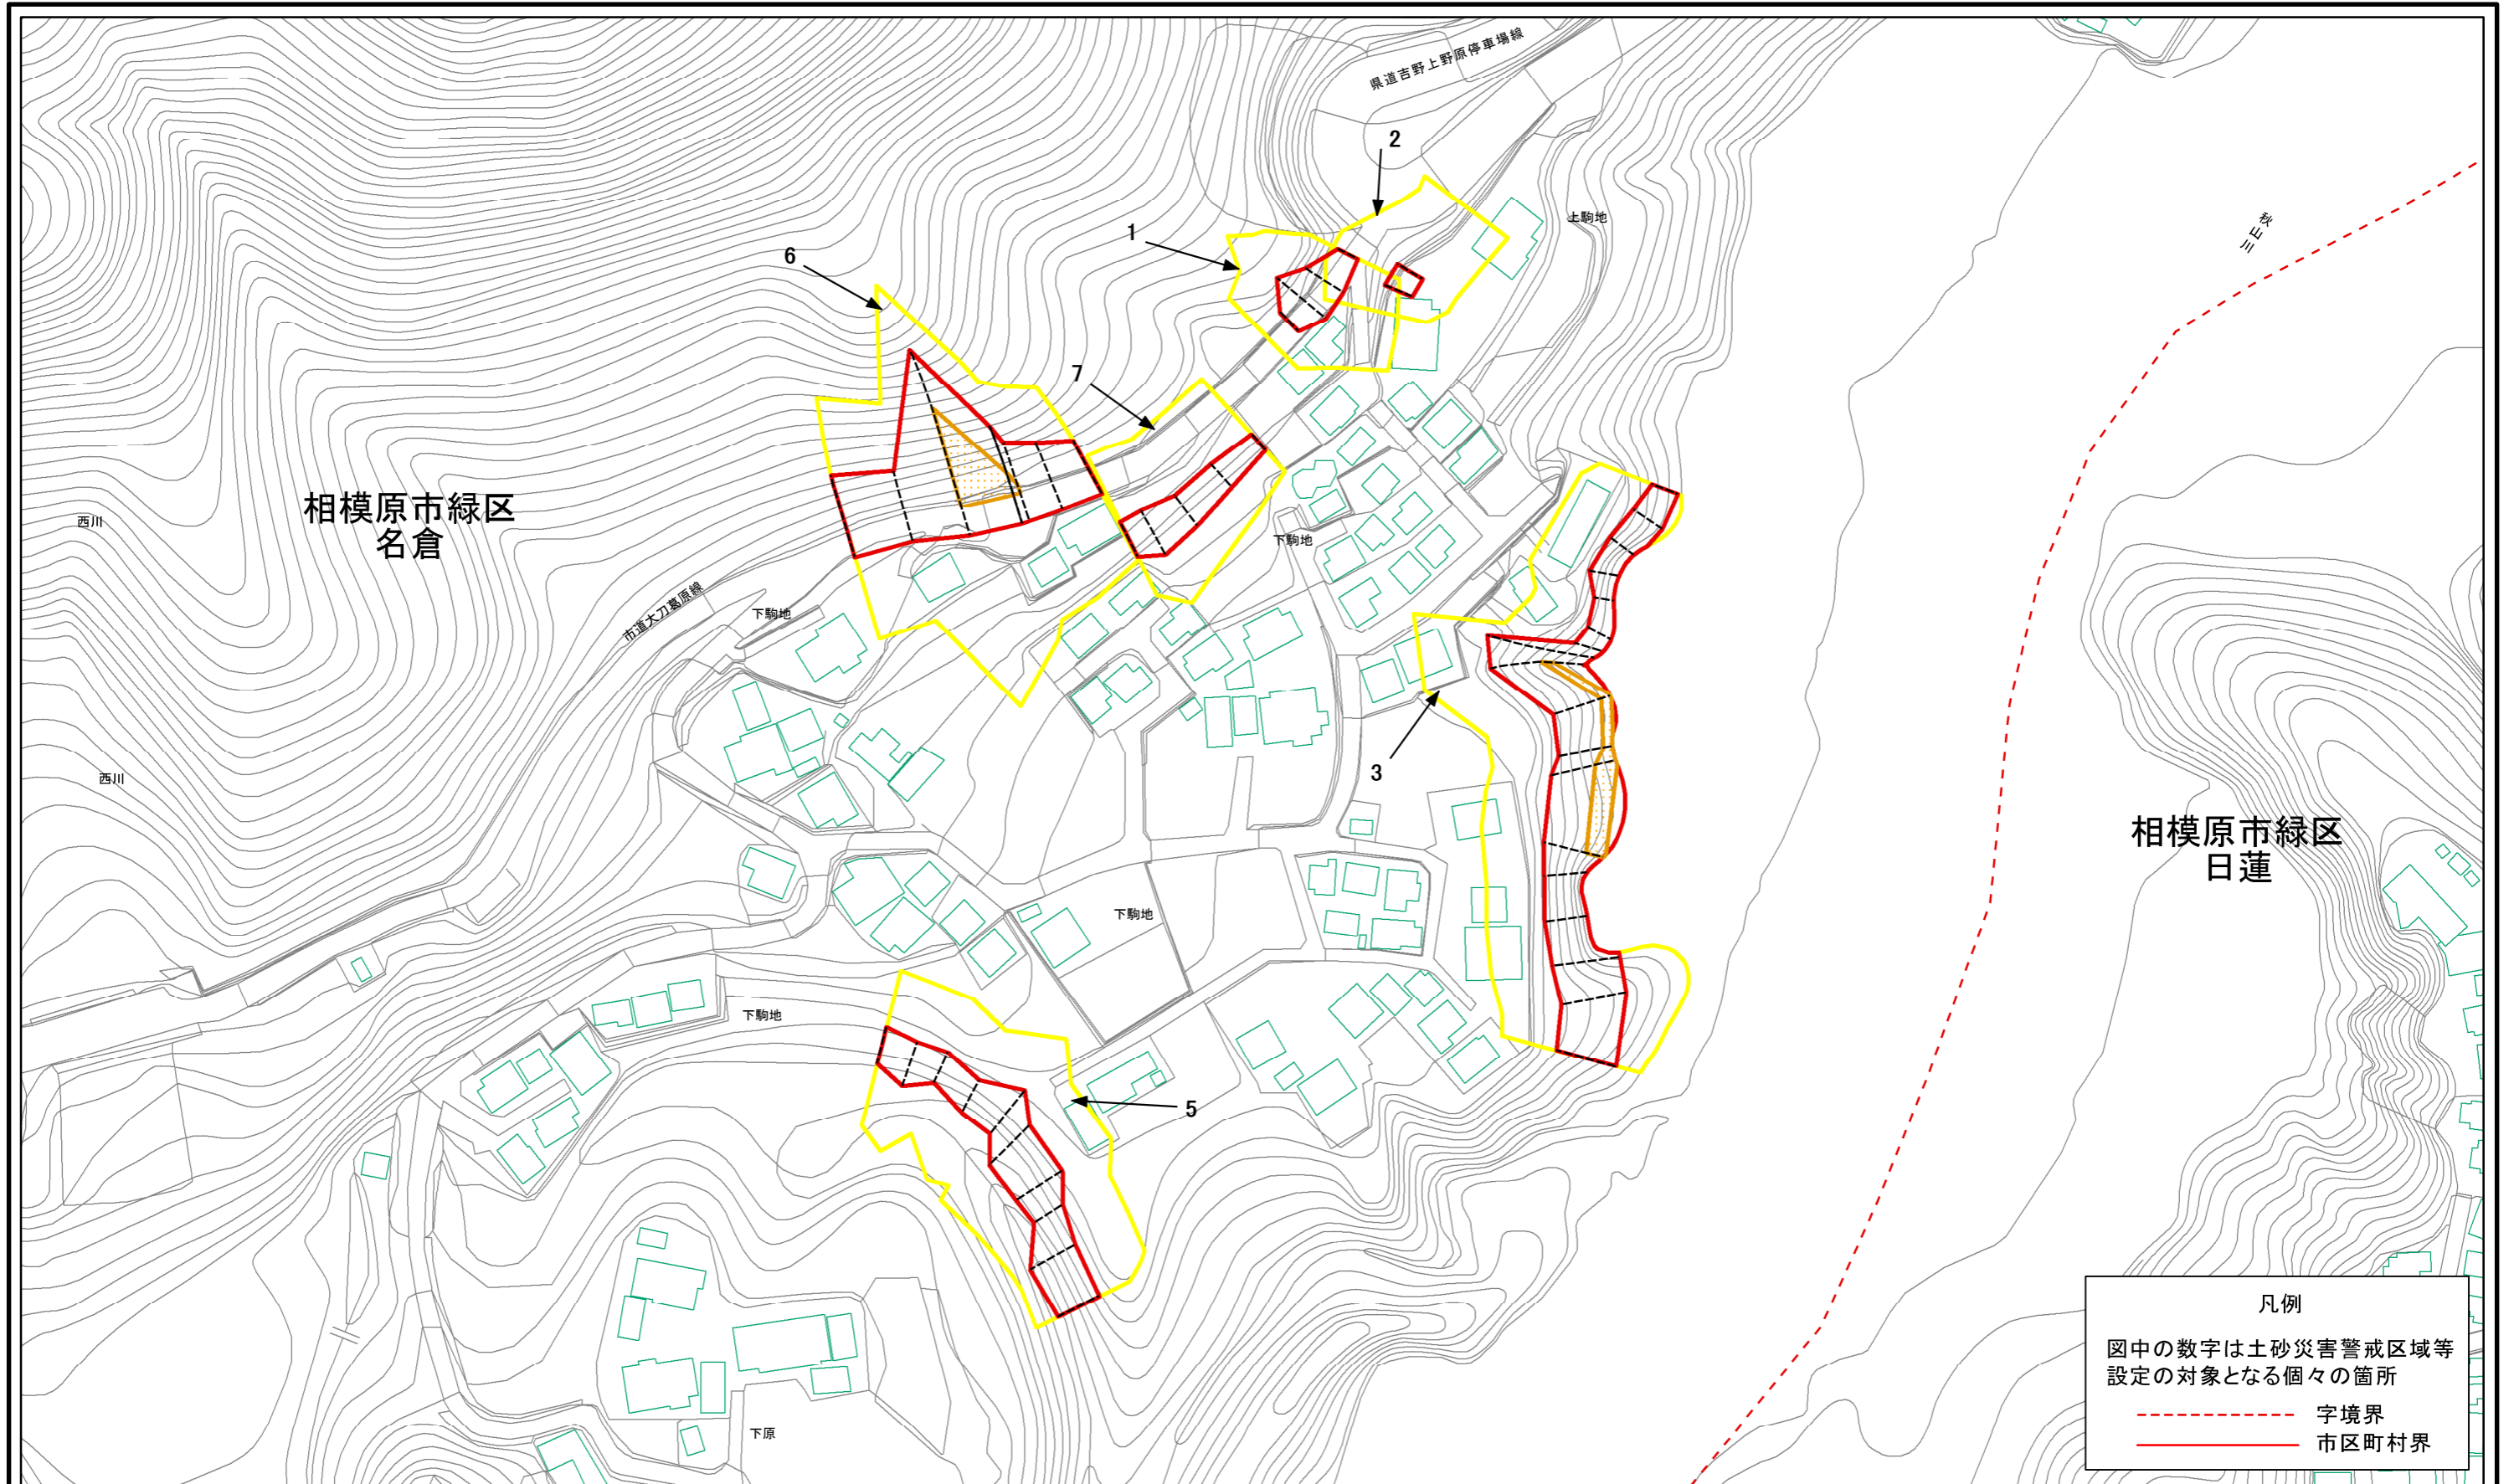 県道吉野上野原停車場線
2
1
上駒地
秋山川
6
7
相模原市緑区
名倉
西川
下駒地
市道大刀葛原線
下駒地
3
西川
相模原市緑区
日蓮
下駒地
下駒地
5
凡例
図中の数字は土砂災害警戒区域等
設定の対象となる個々の箇所
字境界
市区町村界
下原